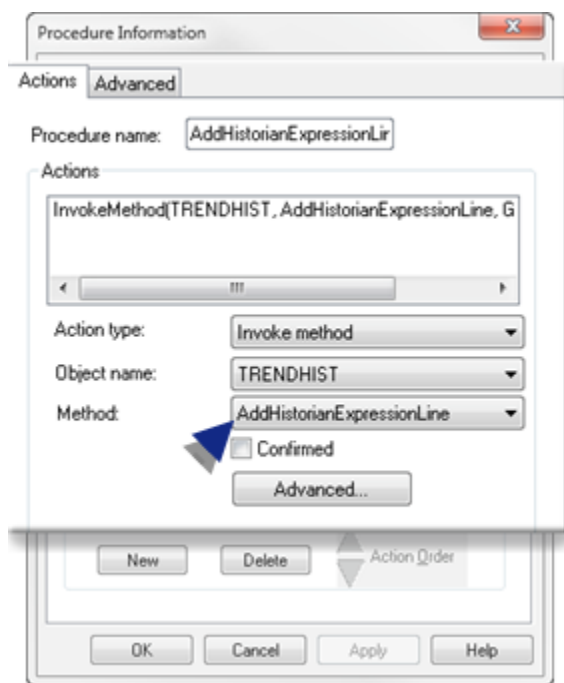 Procedure Information
Actions Advanced
Procedure name: AddHistorianExpressionLir
Actions
InvokeMethod(TRENDHIST, AddHistorianExpressionLine, G
Action type: Invoke method
Object name: TRENDHIST
Method: AddHistorianExpressionLine
Confirmed
Advanced...
New Delete Action Order
OK Cancel Apply Help